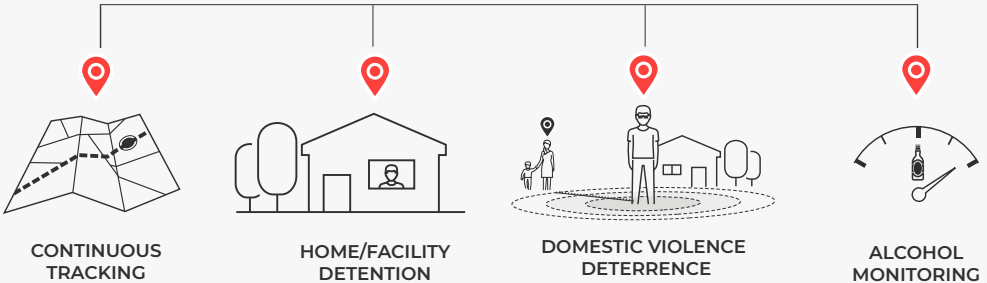 CONTINUOUS
TRACKING
HOME/FACILITY
DETENTION
DOMESTIC VIOLENCE
DETERRENCE
ALCOHOL
MONITORING